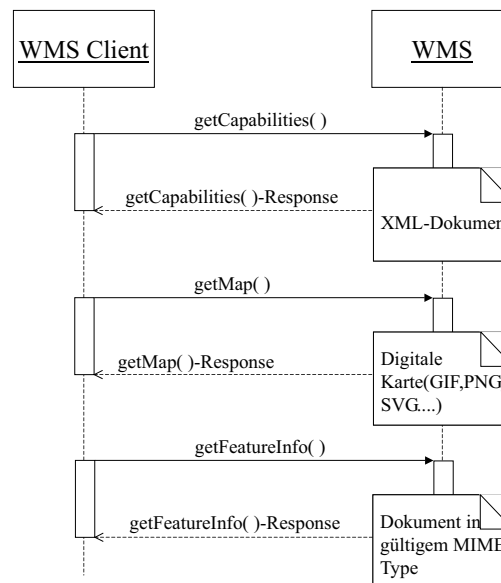 WMS Client
WMS
getCapabilities( )
getCapabilities( )-Response
XML-Dokumen
getMap( )
getMap( )-Response
Digitale
Karte(GIF,PNG
SVG....)
getFeatureInfo( )
getFeatureInfo( )-Response
Dokument in
gültigem MIME
Type